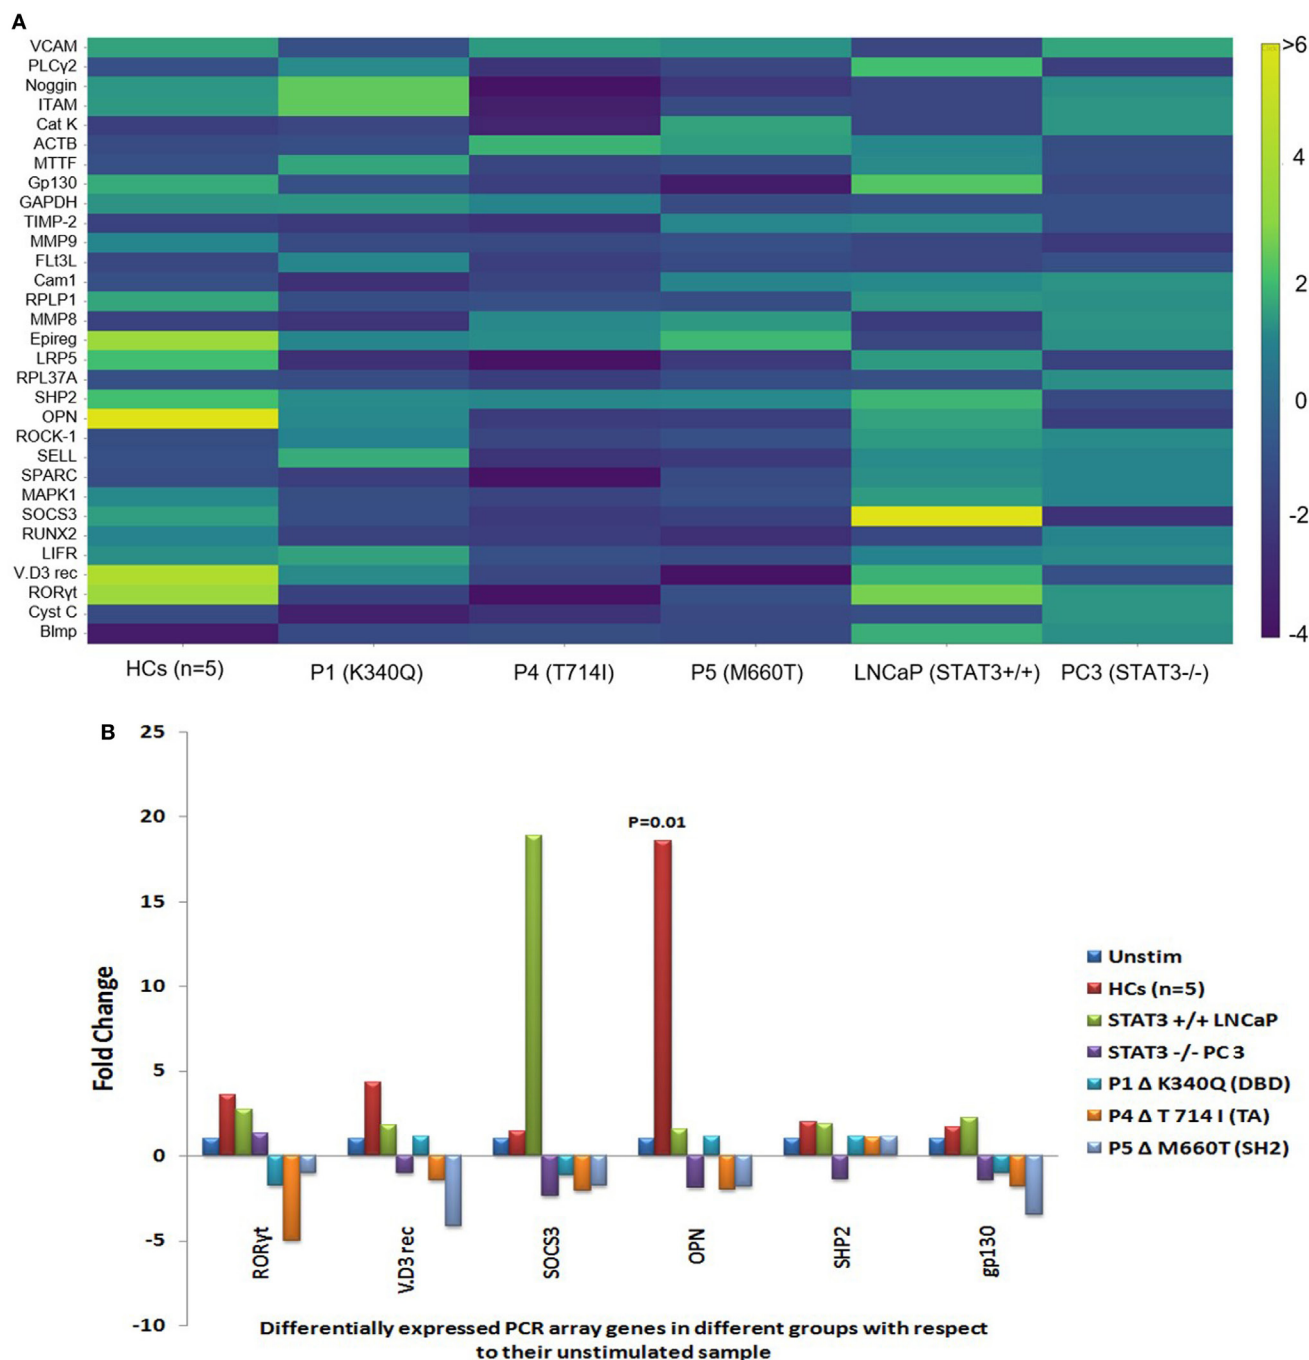 A
VCAM
PLCγ2
Noggin
ITAM
Cat K
ACTB
MTTF
Gp130
GAPDH
TIMP-2
MMP9
FLt3L
Cam1
RPLP1
MMP8
Epireg
LRP5
RPL37A
SHP2
OPN
ROCK-1
SELL
SPARC
MAPK1
SOCS3
RUNX2
LIFR
V.D3 rec
RORγt
Cyst C
Blmp
HCs (n=5) P1 (K340Q) P4 (T714I) P5 (M660T) LNCaP (STAT3+/+) PC3 (STAT3-/-)
>6
4
2
0
-2
-4
B
25
20
15
10
5
0
-5
-10
Fold Change
P=0.01
RORγt
V.D3 rec
SOCS3
OPN
SHP2
gp130
Differentially expressed PCR array genes in different groups with respect
to their unstimulated sample
Unstim
HCs (n=5)
STAT3 +/+ LNCaP
STAT3 -/- PC 3
P1 Δ K340Q (DBD)
P4 Δ T 714 I (TA)
P5 Δ M660T (SH2)